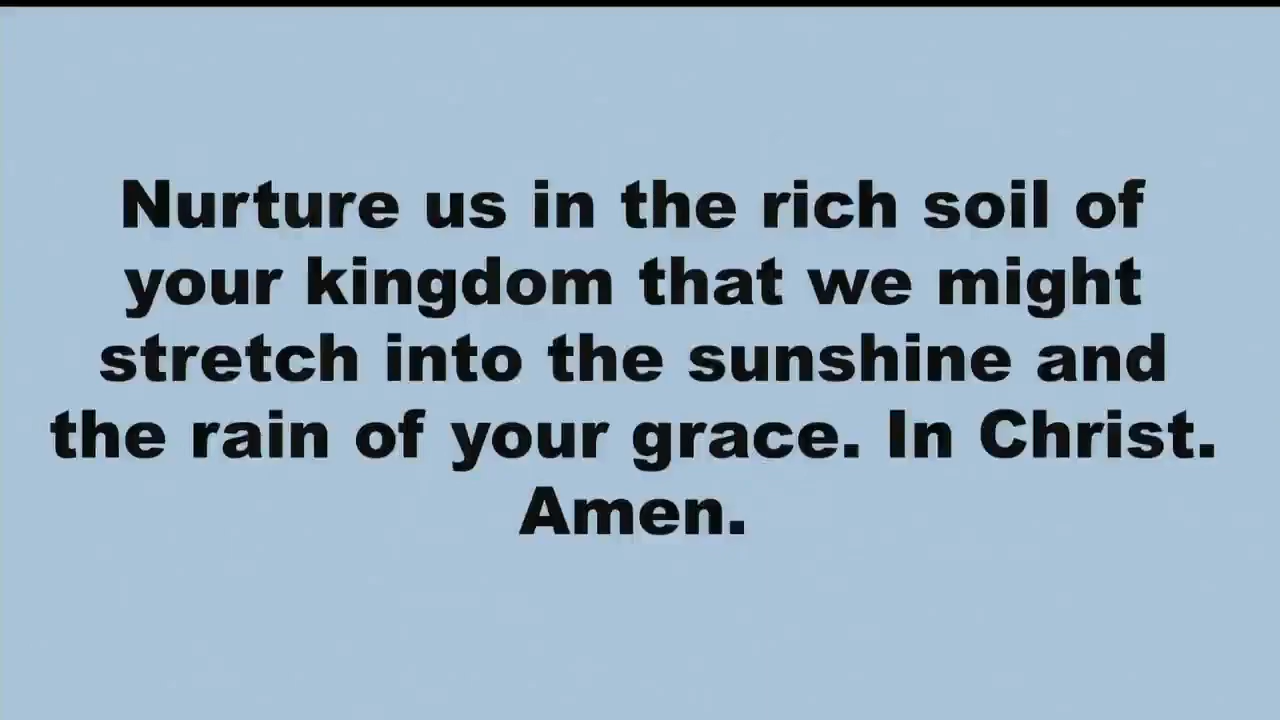 Nurture us in the rich soil of
your kingdom that we might
stretch into the sunshine and
the rain of your grace. In Christ.
Amen.